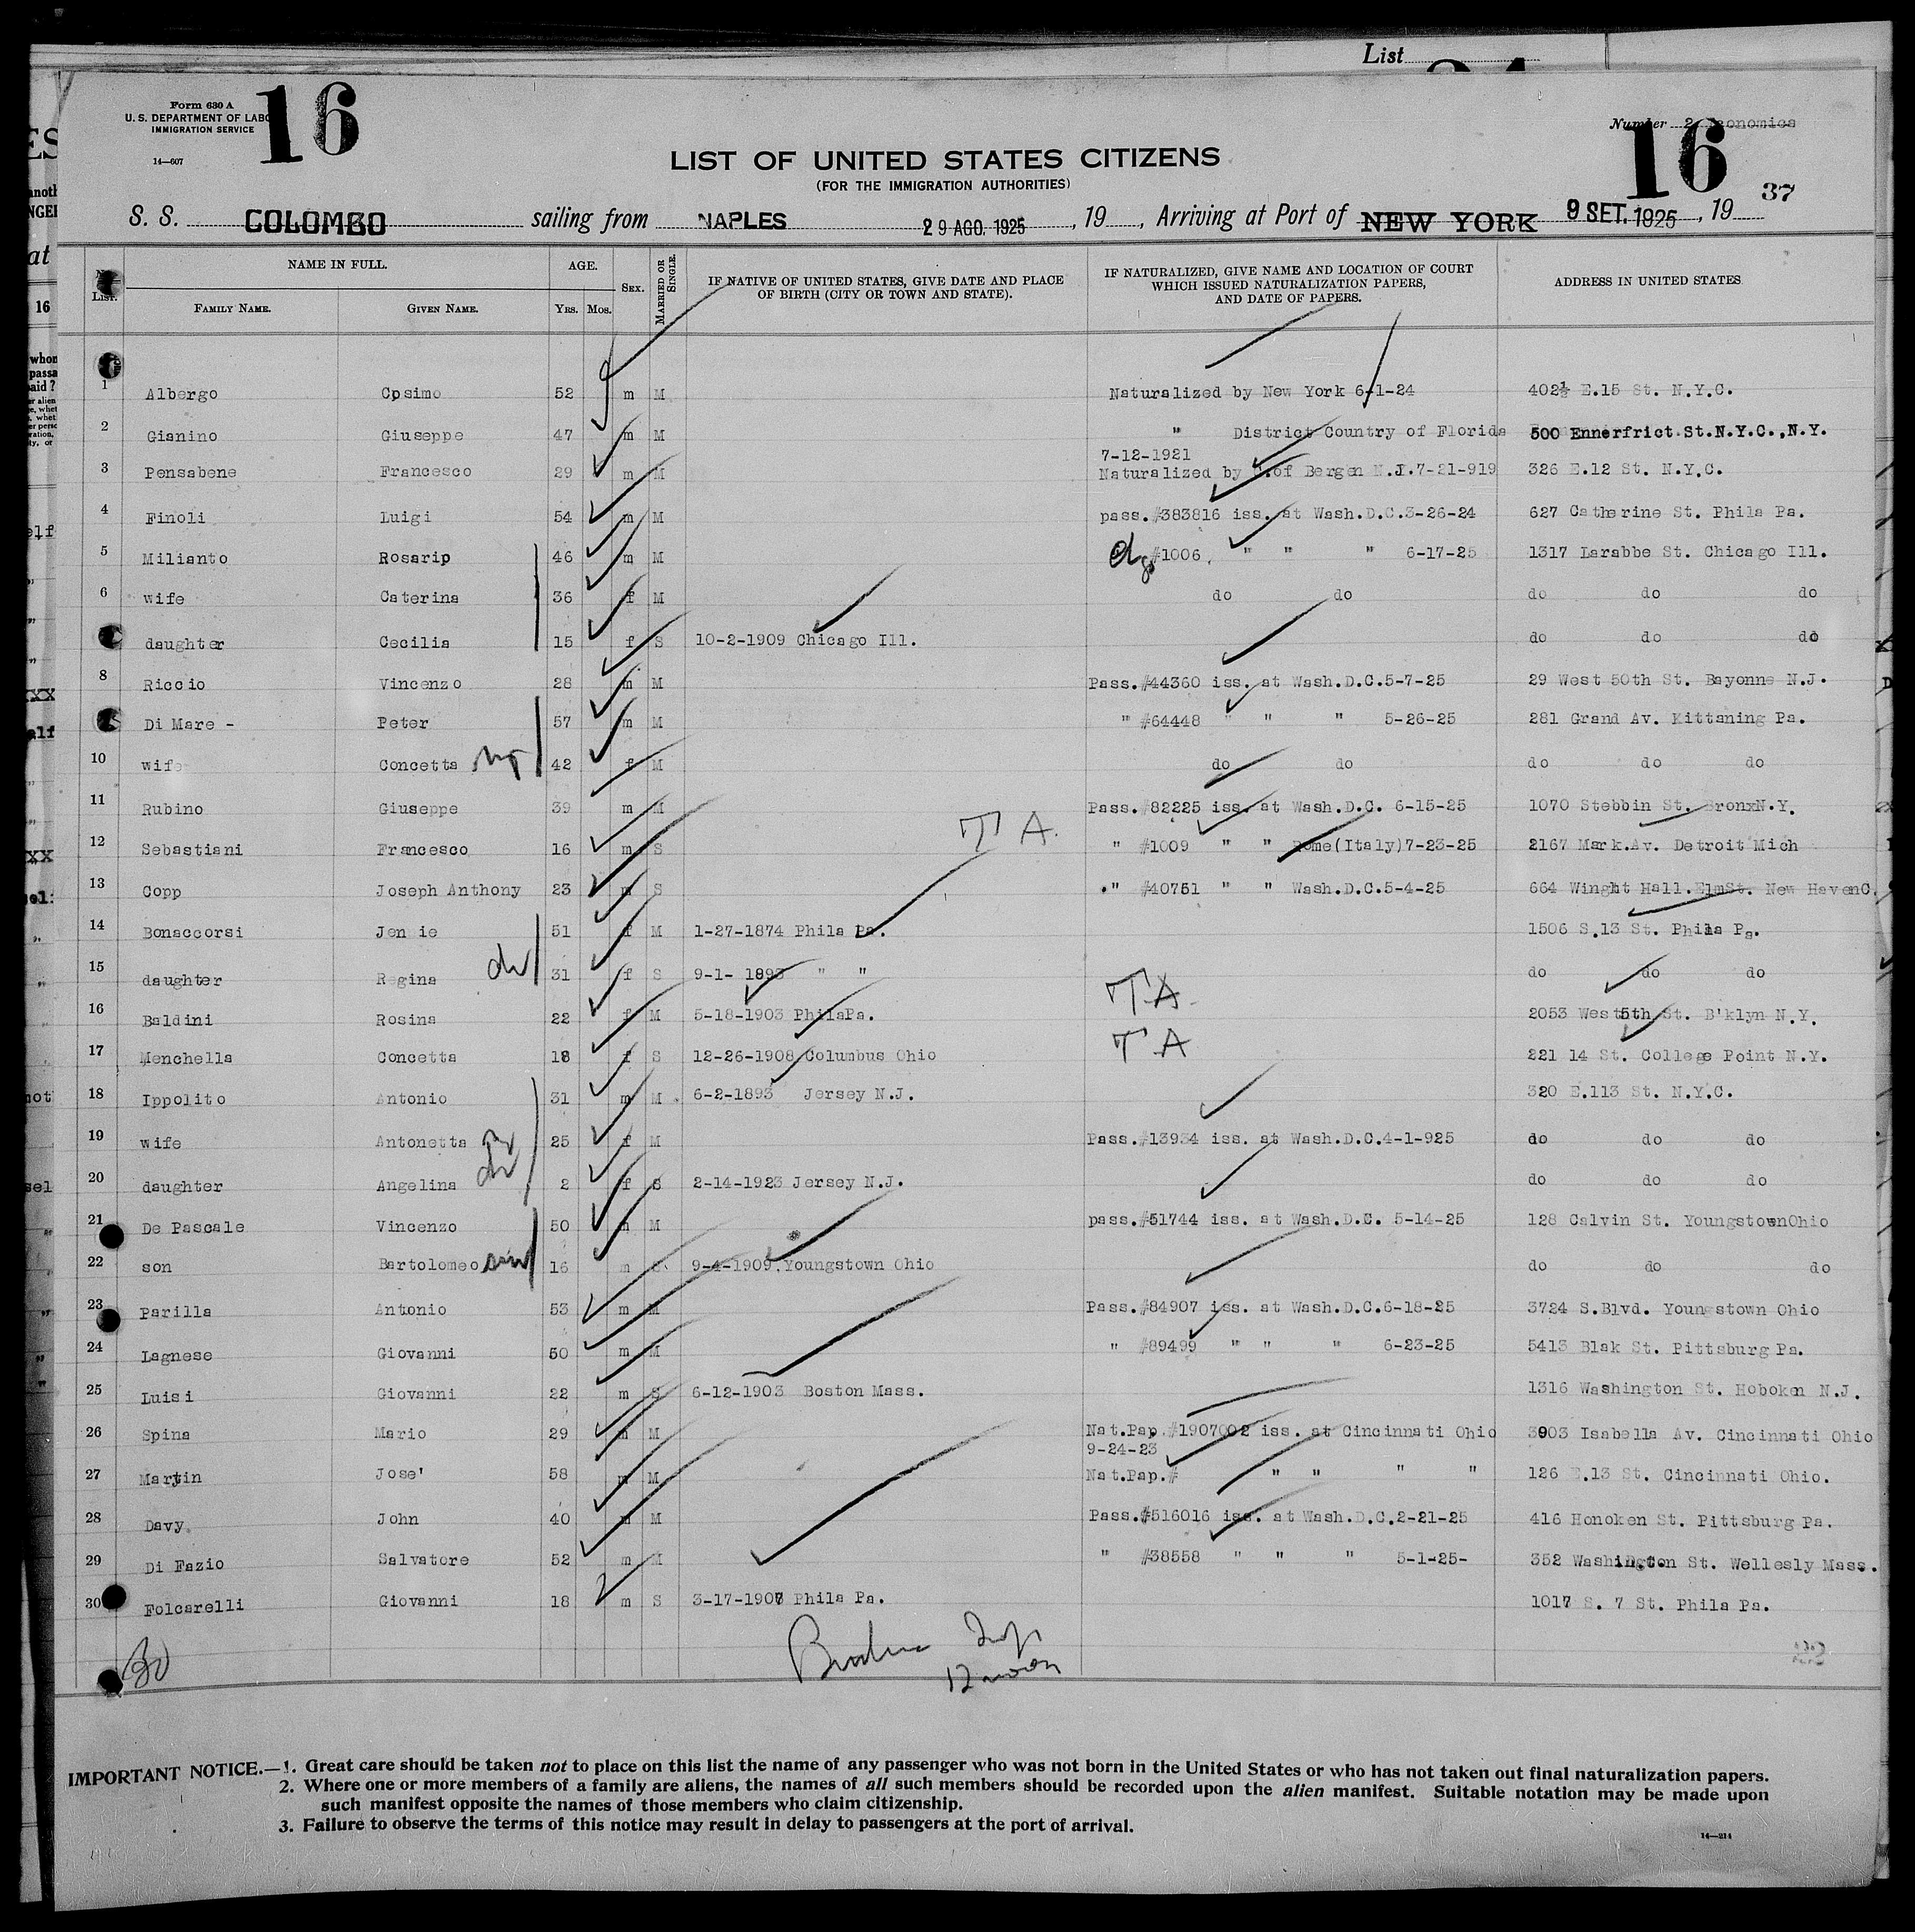 List
Form 630 A
U. S. DEPARTMENT OF LABO
IMMIGRATION SERVICE
14—607
16
Number 2 Economica
16
37
LIST OF UNITED STATES CITIZENS
(FOR THE IMMIGRATION AUTHORITIES)
S. S. COLOMBO sailing from NAPLES 29 AGO. 1925, 19, Arriving at Port of NEW YORK 9 SET. 1925, 19
List. NAME IN FULL. AGE. SEX. MARRIED OR SINGLE. IF NATIVE OF UNITED STATES, GIVE DATE AND PLACE OF BIRTH (CITY OR TOWN AND STATE). IF NATURALIZED, GIVE NAME AND LOCATION OF COURT WHICH ISSUED NATURALIZATION PAPERS, AND DATE OF PAPERS. ADDRESS IN UNITED STATES
FAMILY NAME. GIVEN NAME. YRS. MOS.
1 Albergo Cosimo 52 m M Naturalized by New York 6-1-24 402½ E.15 St. N.Y.C.
2 Gianino Giuseppe 47 m M " District Country of Florida 500 Ennerfrict.St.N.Y.C.,N.Y.
7-12-1921
3 Pensabene Francesco 29 m M Naturalized by C.of Bergen N.J.7-21-919 326 E.12 St. N.Y.C.
4 Finoli Luigi 54 m M pass.#383816 iss. at Wash.D.C.3-26-24 627 Catherine St. Phila Pa.
5 Milianto Rosarip 46 m M #1006. " " " 6-17-25 1317 Larabbe St. Chicago Ill.
6 wife Caterina 36 f M do do do do do
daughter Cecilia 15 f S 10-2-1909 Chicago Ill. do do do
8 Riccio Vincenzo 28 m M Pass.#44360 iss. at Wash.D.C.5-7-25 29 West 50th St. Bayonne N.J.
Di Mare - Peter 57 m M " #64448 " " " 5-26-25 281 Grand Av. Kittaning Pa.
10 wife Concetta 42 f M do do do do do
11 Rubino Giuseppe 39 m M Pass.#82225 iss. at Wash.D.C. 6-15-25 1070 Stebbin St. BronxN.Y.
T A.
12 Sebastiani Francesco 16 m S " #1009 " " Rome(Italy)7-23-25 2167 Mark.Av. Detroit Mich
13 Copp Joseph Anthony 23 m S " #40751 " " Wash.D.C.5-4-25 664 Winght Hall.ElmSt. New HavenC.
14 Bonaccorsi Jen ie 51 f M 1-27-1874 Phila Pa. 1506 S.13 St. Phila Pa.
15 daughter Regina 31 f S 9-1- 1893 " " do do do
16 Baldini Rosina 22 f M 5-18-1903 PhilaPa. T A. 2053 West5th St. B'klyn N.Y.
17 Menchella Concetta 18 f S 12-26-1908 Columbus Ohio T A 221 14 St. College Point N.Y.
18 Ippolito Antonio 31 m M 6-2-1893 Jersey N.J. 320 E.113 St. N.Y.C.
19 wife Antonetta 25 f M Pass.#13934 iss. at Wash.D.C.4-1-925 do do do
20 daughter Angelina 2 f S 2-14-1923 Jersey N.J. do do do
21 De Pascale Vincenzo 50 m M pass.#51744 iss. at Wash.D.C. 5-14-25 128 Calvin St. YoungstownOhio
22 son Bartolomeo 16 m S 9-4-1909.Youngstown Ohio do do do
23 Parilla Antonio 53 m M Pass.#84907 iss. at Wash.D.C.6-18-25 3724 S.Blvd. Youngstown Ohio
24 Lagnese Giovanni 50 m M " #89499 " " " 6-23-25 5413 Blak St. Pittsburg Pa.
25 Luisi Giovanni 22 m S 6-12-1903 Boston Mass. 1316 Washington St. Hoboken N.J.
26 Spina Mario 29 m M Nat.Pap.#1907002 iss. at Cincinnati Ohio 3903 Isabella Av. Cincinnati Ohio
9-24-23
27 Martin Jose' 58 m M Nat.Pap.# " " " " 126 E.13 St. Cincinnati Ohio.
28 Davy. John 40 m M Pass.#516016 iss. at Wash.D.C.2-21-25 416 Honoken St. Pittsburg Pa.
29 Di Fazio Salvatore 52 m M " #38558 " " " 5-1-25- 352 Washington St. Wellesly Mass.
30 Folcarelli Giovanni 18 m S 3-17-1907 Phila Pa. 1017 S. 7 St. Phila Pa.
30
12 noon
IMPORTANT NOTICE.—1. Great care should be taken not to place on this list the name of any passenger who was not born in the United States or who has not taken out final naturalization papers.
2. Where one or more members of a family are aliens, the names of all such members should be recorded upon the alien manifest. Suitable notation may be made upon
such manifest opposite the names of those members who claim citizenship.
3. Failure to observe the terms of this notice may result in delay to passengers at the port of arrival.
14—214